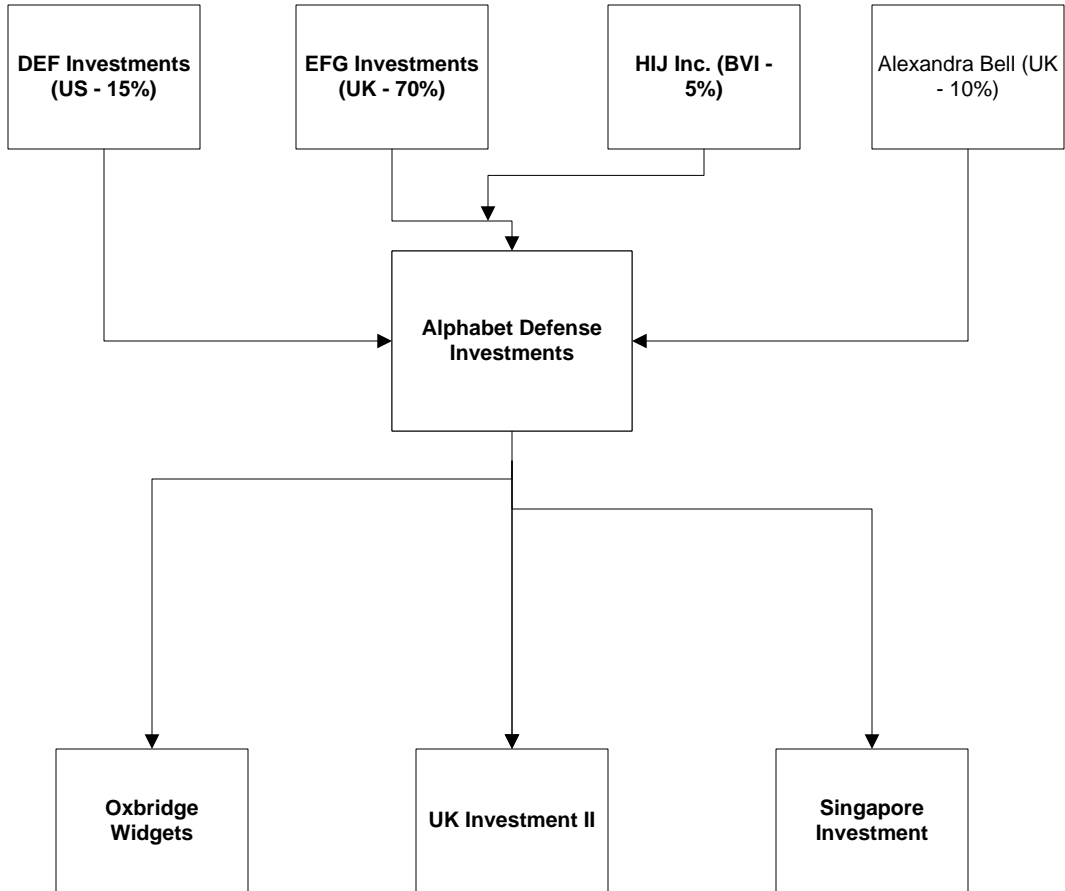 DEF Investments
(US - 15%)
EFG Investments
(UK - 70%)
HIJ Inc. (BVI -
5%)
Alexandra Bell (UK
- 10%)
Alphabet Defense
Investments
Oxbridge
Widgets
UK Investment II
Singapore
Investment